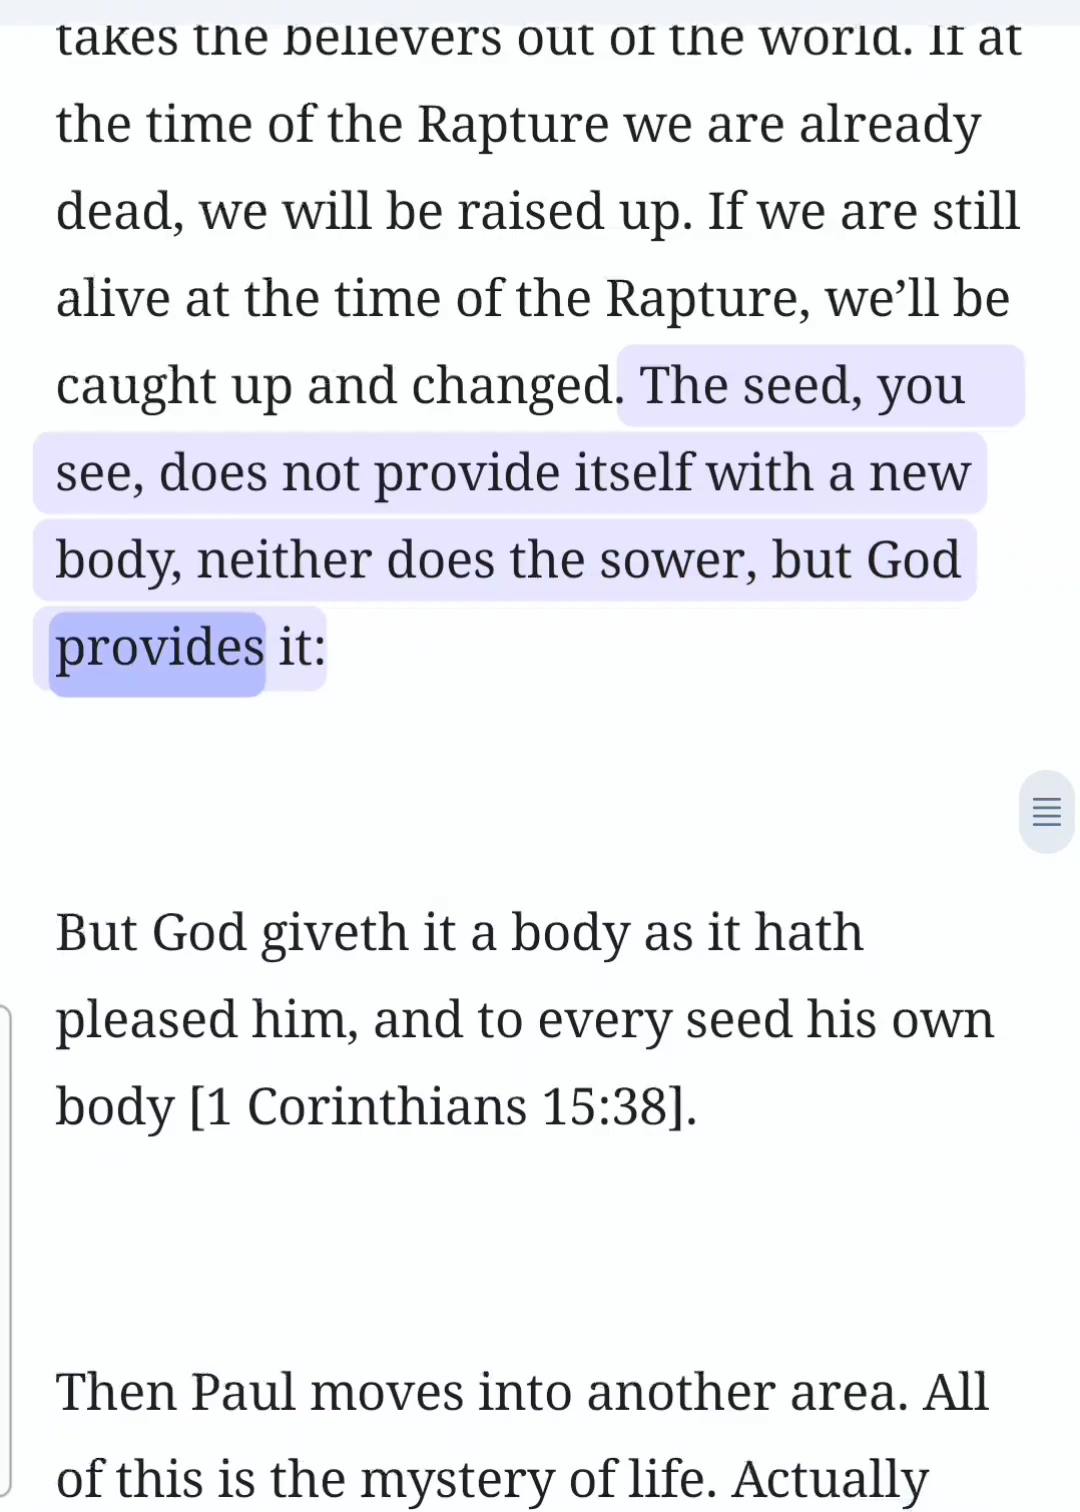 takes the believers out of the world. If at
the time of the Rapture we are already
dead, we will be raised up. If we are still
alive at the time of the Rapture, we’ll be
caught up and changed. The seed, you
see, does not provide itself with a new
body, neither does the sower, but God
provides it:
But God giveth it a body as it hath
pleased him, and to every seed his own
body [1 Corinthians 15:38].
Then Paul moves into another area. All
of this is the mystery of life. Actually